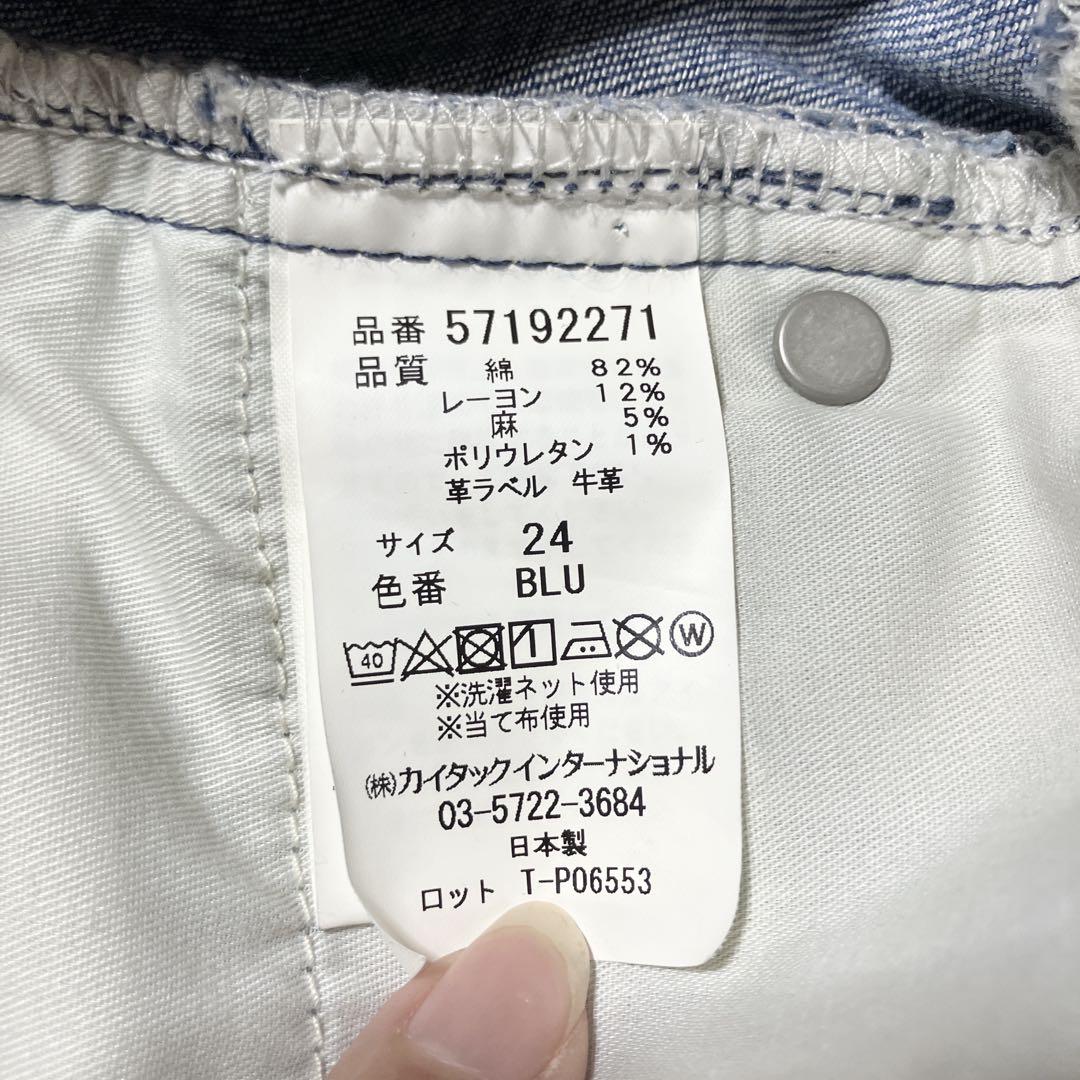 品番 57192271
品質 綿 82%
レーヨン 12%
麻 5%
ポリウレタン 1%
革ラベル 牛革
サイズ 24
色番 BLU
40 W
※洗濯ネット使用
※当て布使用
(株)カイタックインターナショナル
03-5722-3684
日本製
ロット T-P06553